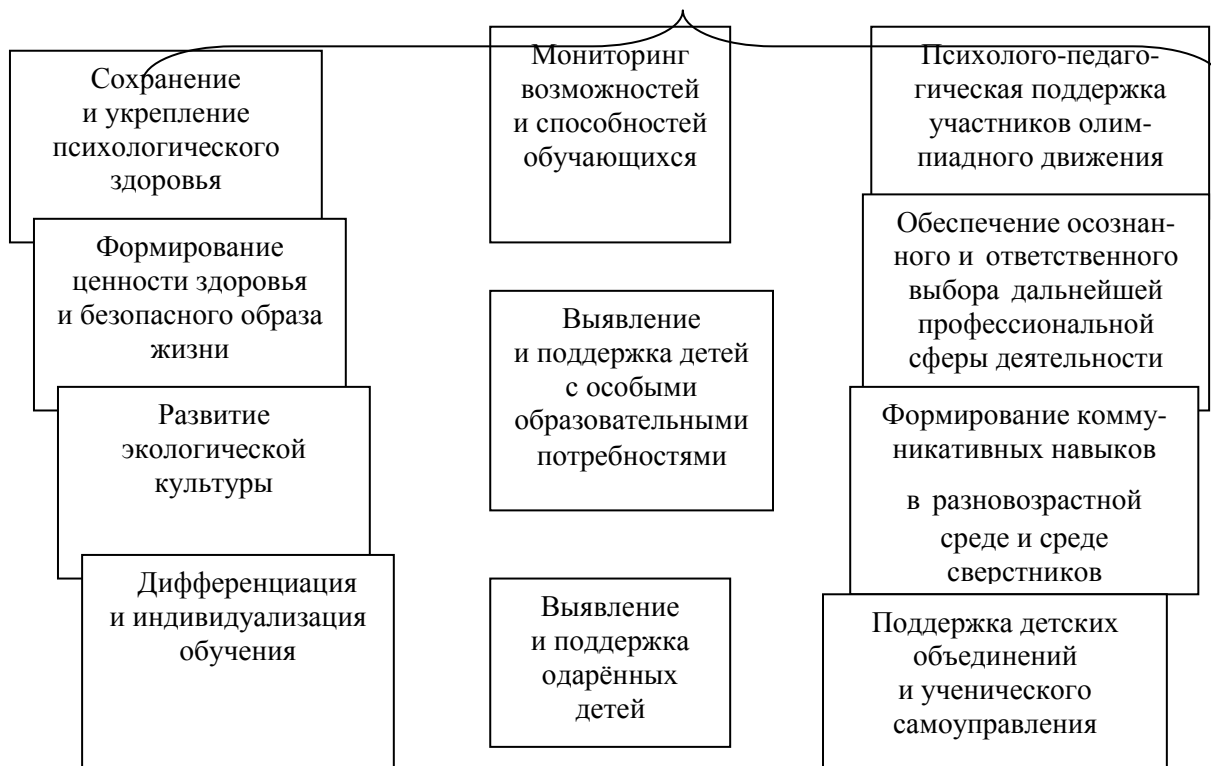 Сохранение
и укрепление
психологического
здоровья
Формирование
ценности здоровья
и безопасного образа
жизни
Развитие
экологической
культуры
Дифференциация
и индивидуализация
обучения
Мониторинг
возможностей
и способностей
обучающихся
Выявление
и поддержка детей
с особыми
образовательными
потребностями
Выявление
и поддержка
одарённых
детей
Психолого-педаго-
гическая поддержка
участников олим-
пиадного движения
Обеспечение осознан-
ного и ответственного
выбора дальнейшей
профессиональной
сферы деятельности
Формирование комму-
никативных навыков
в разновозрастной
среде и среде
сверстников
Поддержка детских
объединений
и ученического
самоуправления